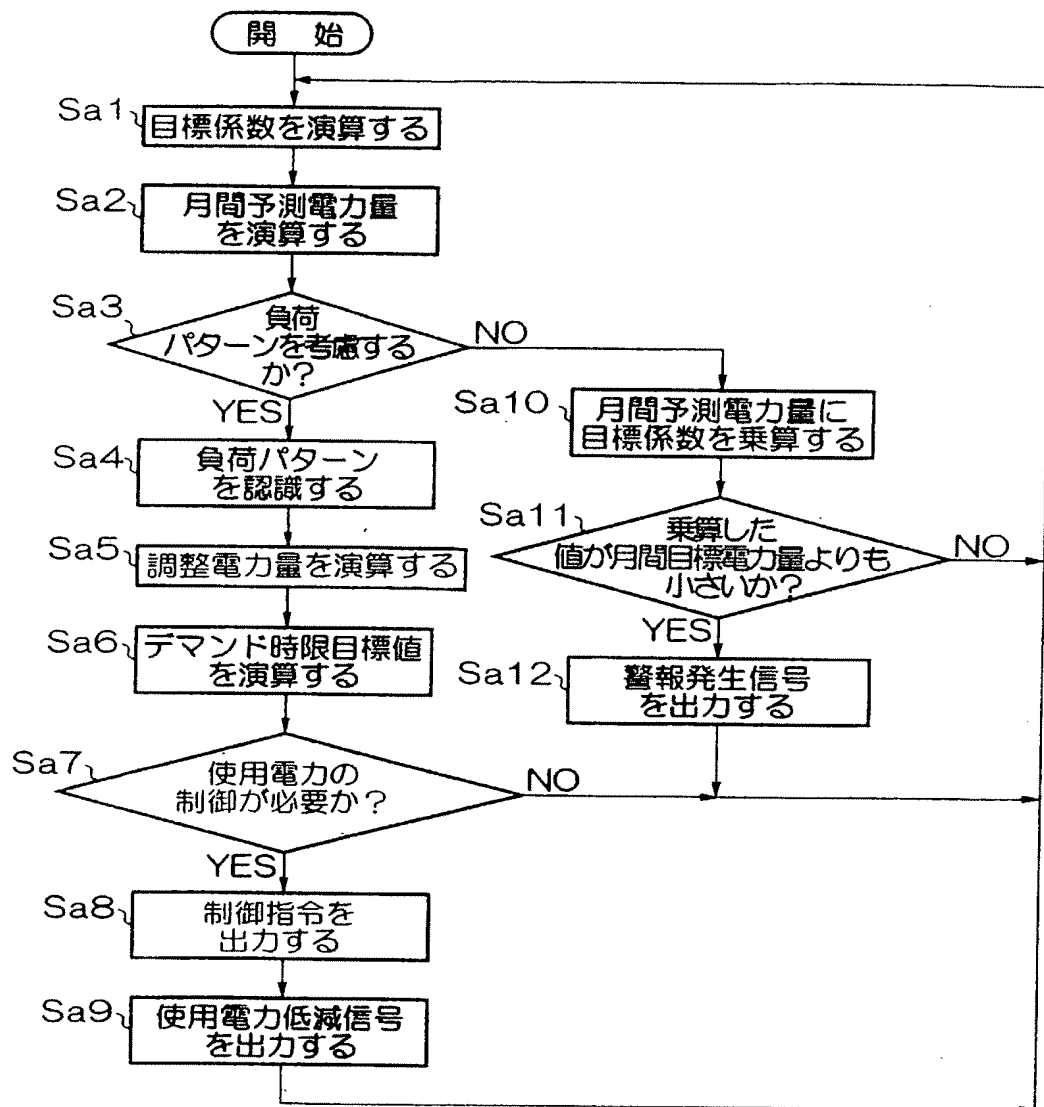 開 始
Sa1
目標係数を演算する
Sa2
月間予測電力量
を演算する
Sa3
負荷
パターンを考慮する
か?
NO
YES
Sa4
負荷パターン
を認識する
Sa5
調整電力量を演算する
Sa6
デマンド時限目標値
を演算する
Sa7
使用電力の
制御が必要か?
NO
YES
Sa8
制御指令を
出力する
Sa9
使用電力低減信号
を出力する
Sa10
月間予測電力量に
目標係数を乗算する
Sa11
乗算した
値が月間目標電力量よりも
小さいか?
NO
YES
Sa12
警報発生信号
を出力する